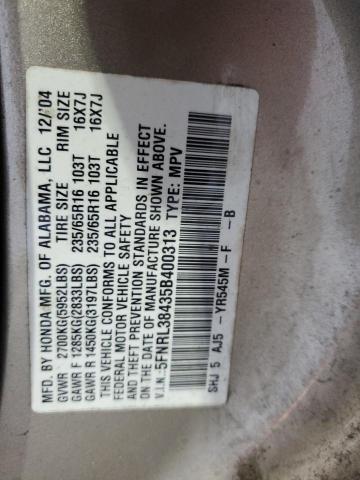 MFD. BY HONDA MFG. OF ALABAMA, LLC 12/04
GVWR 2700KG(5952LBS) TIRE SIZE RIM SIZE
GAWR F 1285KG(2833LBS) 235/65R16 103T 16X7J
GAWR R 1450KG(3197LBS) 235/65R16 103T 16X7J
THIS VEHICLE CONFORMS TO ALL APPLICABLE
FEDERAL MOTOR VEHICLE SAFETY
AND THEFT PREVENTION STANDARDS IN EFFECT
ON THE DATE OF MANUFACTURE SHOWN ABOVE.
V.I.N.: 5FNRL38435B400313 TYPE: MPV
SHJ 5 AJ5 -YR545M-F -B